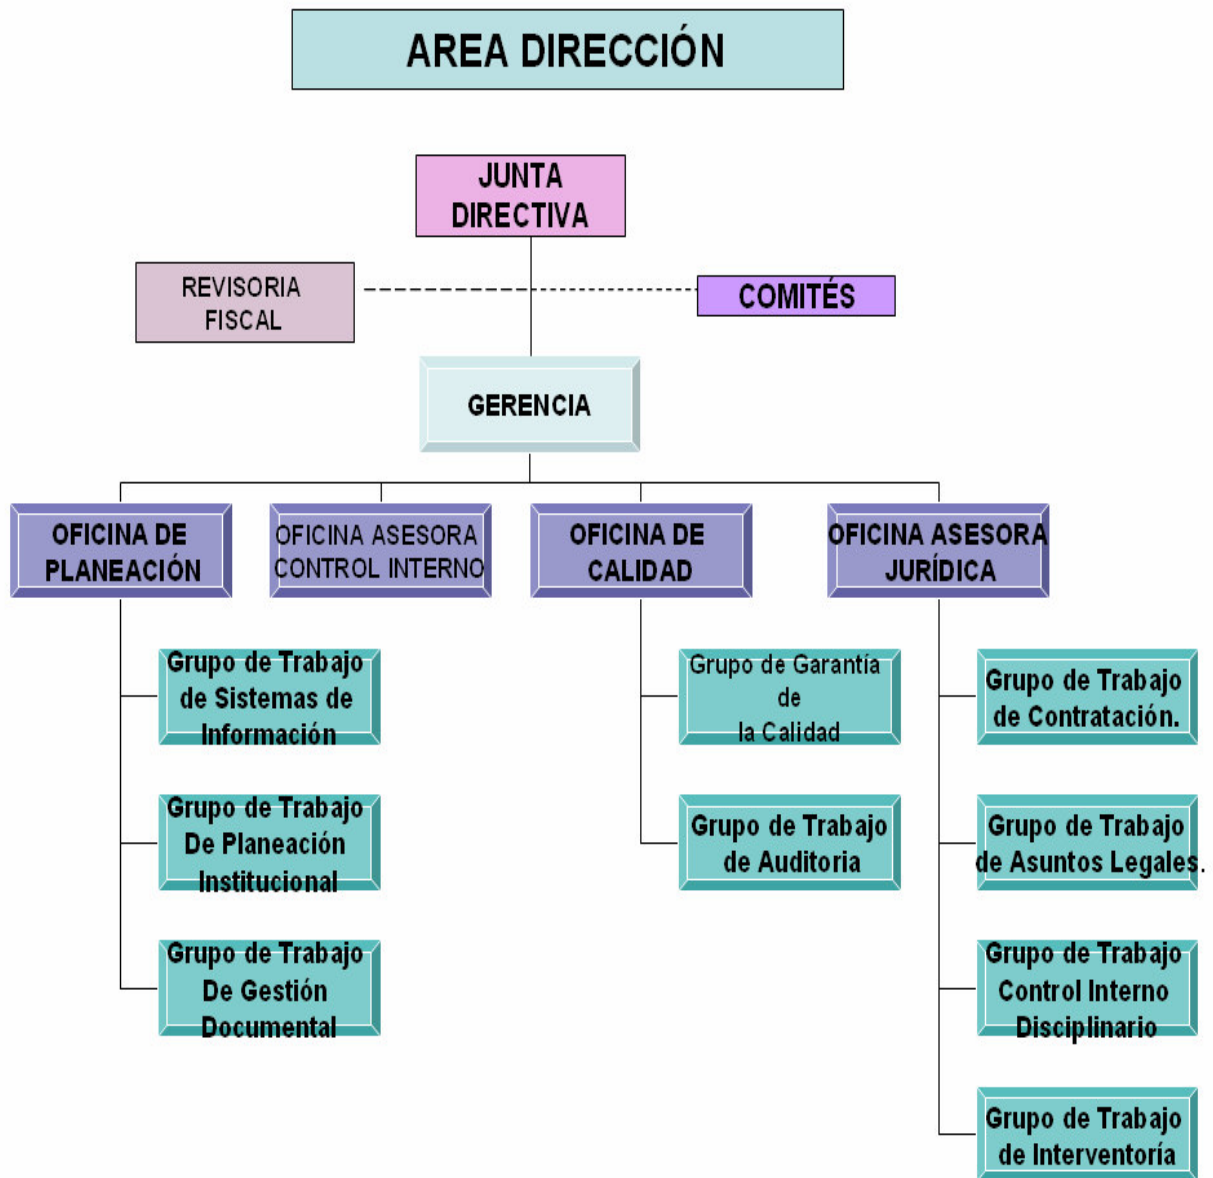 AREA DIRECCIÓN
JUNTA
DIRECTIVA
REVISORIA
FISCAL
COMITÉS
GERENCIA
OFICINA DE
PLANEACIÓN
OFICINA ASESORA
CONTROL INTERNO
OFICINA DE
CALIDAD
OFICINA ASESORA
JURÍDICA
Grupo de Trabajo
de Sistemas de
Información
Grupo de Trabajo
De Planeación
Institucional
Grupo de Trabajo
De Gestión
Documental
Grupo de Garantía
de
la Calidad
Grupo de Trabajo
de Auditoria
Grupo de Trabajo
de Contratación.
Grupo de Trabajo
de Asuntos Legales.
Grupo de Trabajo
Control Interno
Disciplinario
Grupo de Trabajo
de Interventoría